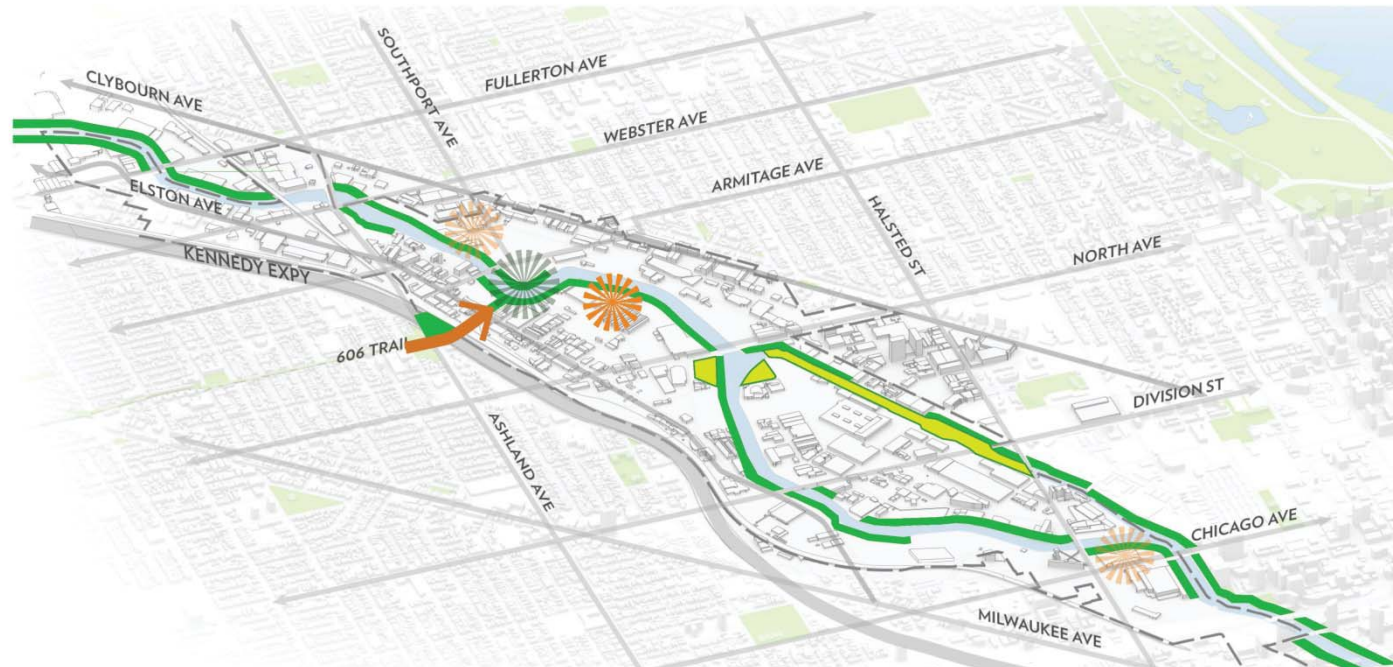 CLYBOURN AVE
SOUTHPORT AVE
FULLERTON AVE
WEBSTER AVE
ARMITAGE AVE
HALSTED ST
NORTH AVE
ELSTON AVE
KENNEDY EXPY
606 TRAIL
DIVISION ST
ASHLAND AVE
CHICAGO AVE
MILWAUKEE AVE